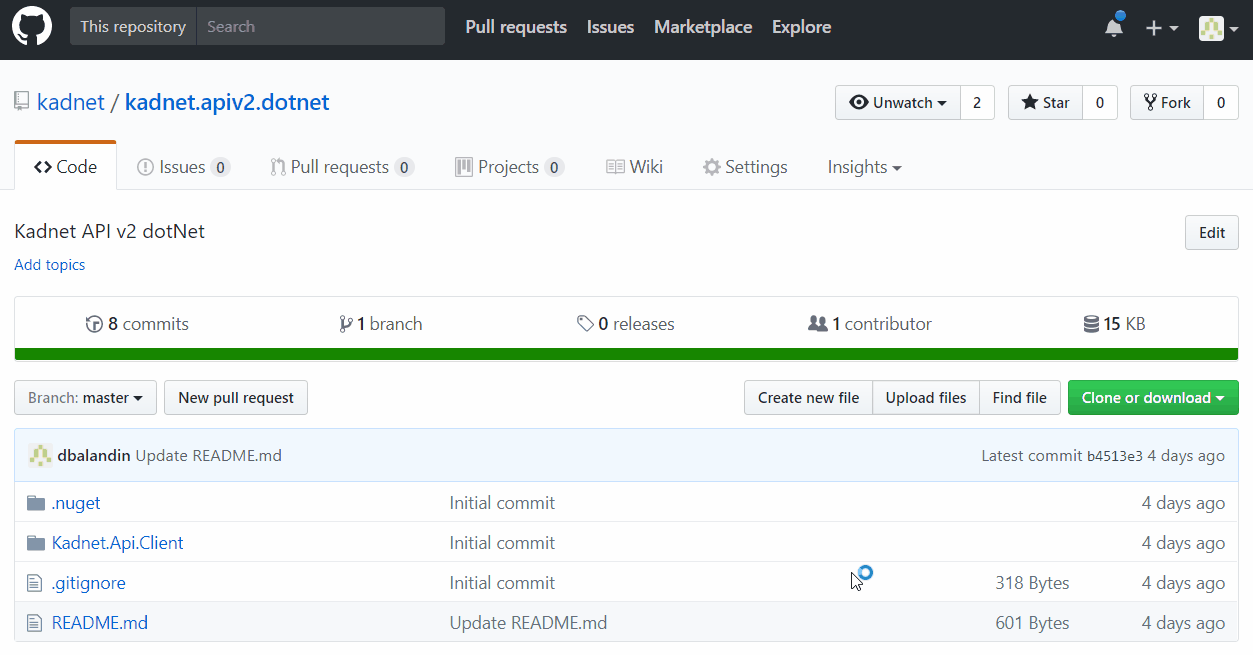 This repository Search Pull requests Issues Marketplace Explore
kadnet / kadnet.apiv2.dotnet Unwatch 2 Star 0 Fork 0
Code Issues 0 Pull requests 0 Projects 0 Wiki Settings Insights
Kadnet API v2 dotNet Edit
Add topics
8 commits 1 branch 0 releases 1 contributor 15 KB
Branch: master New pull request Create new file Upload files Find file Clone or download
dbalandin Update README.md Latest commit b4513e3 4 days ago
.nuget Initial commit 4 days ago
Kadnet.Api.Client Initial commit 4 days ago
.gitignore Initial commit 318 Bytes 4 days ago
README.md Update README.md 601 Bytes 4 days ago